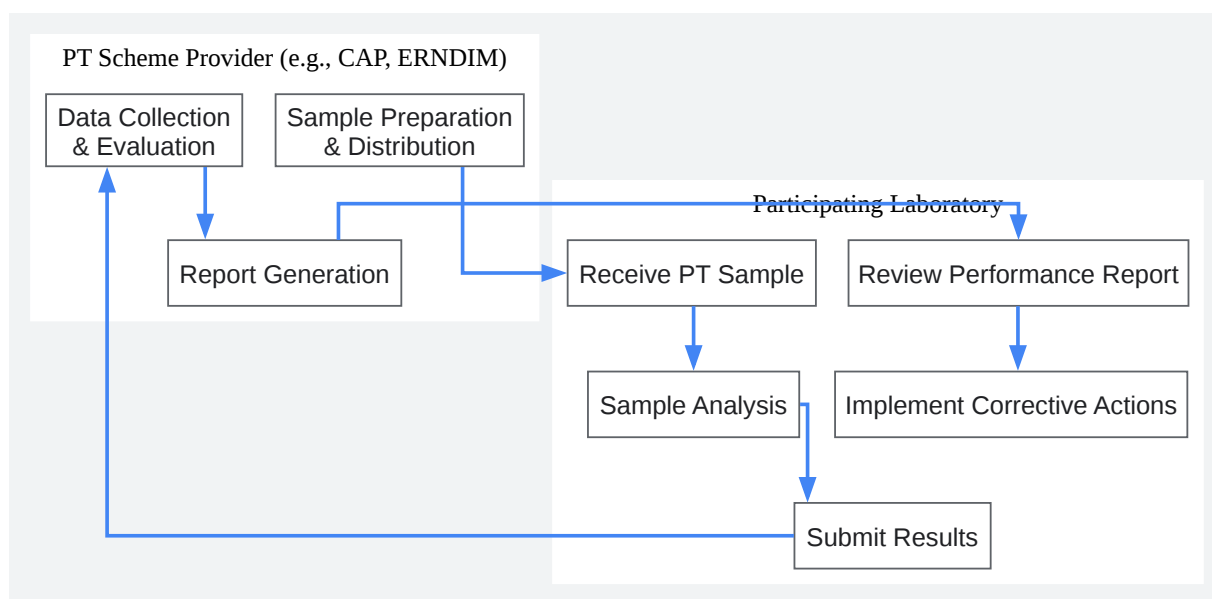 PT Scheme Provider (e.g., CAP, ERNDIM)
Data Collection
& Evaluation
Sample Preparation
& Distribution
Report Generation
Participating Laboratory
Receive PT Sample
Review Performance Report
Sample Analysis
Implement Corrective Actions
Submit Results